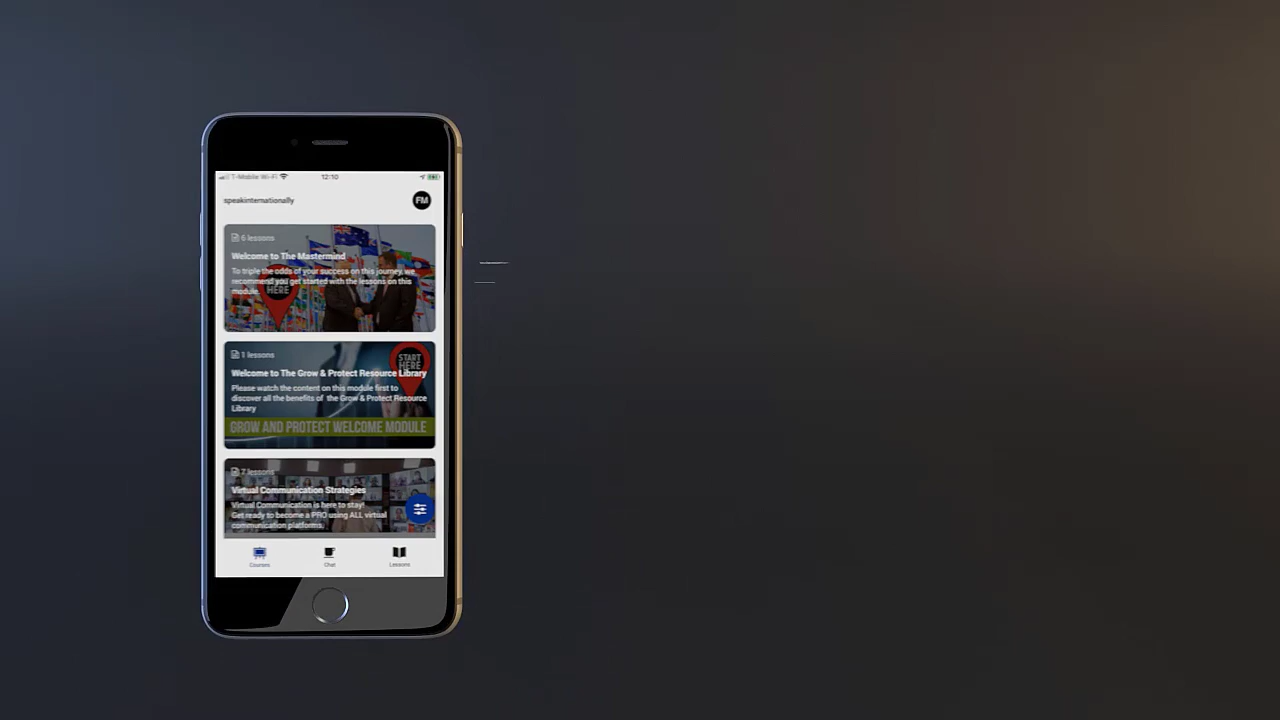 T-Mobile Wi-Fi
12:10
speakinternationally
FM
6 lessons
Welcome to The Mastermind
To triple the odds of your success on this journey, we
recommend you get started with the lessons on this
module.
HERE
1 lessons
START
HERE
Welcome to The Grow & Protect Resource Library
Please watch the content on this module first to
discover all the benefits of the Grow & Protect Resource
Library
GROW AND PROTECT WELCOME MODULE
7 lessons
Virtual Communication Strategies
Virtual Communication is here to stay!
Get ready to become a PRO using ALL virtual
communication platforms.
Courses
Chat
Lessons